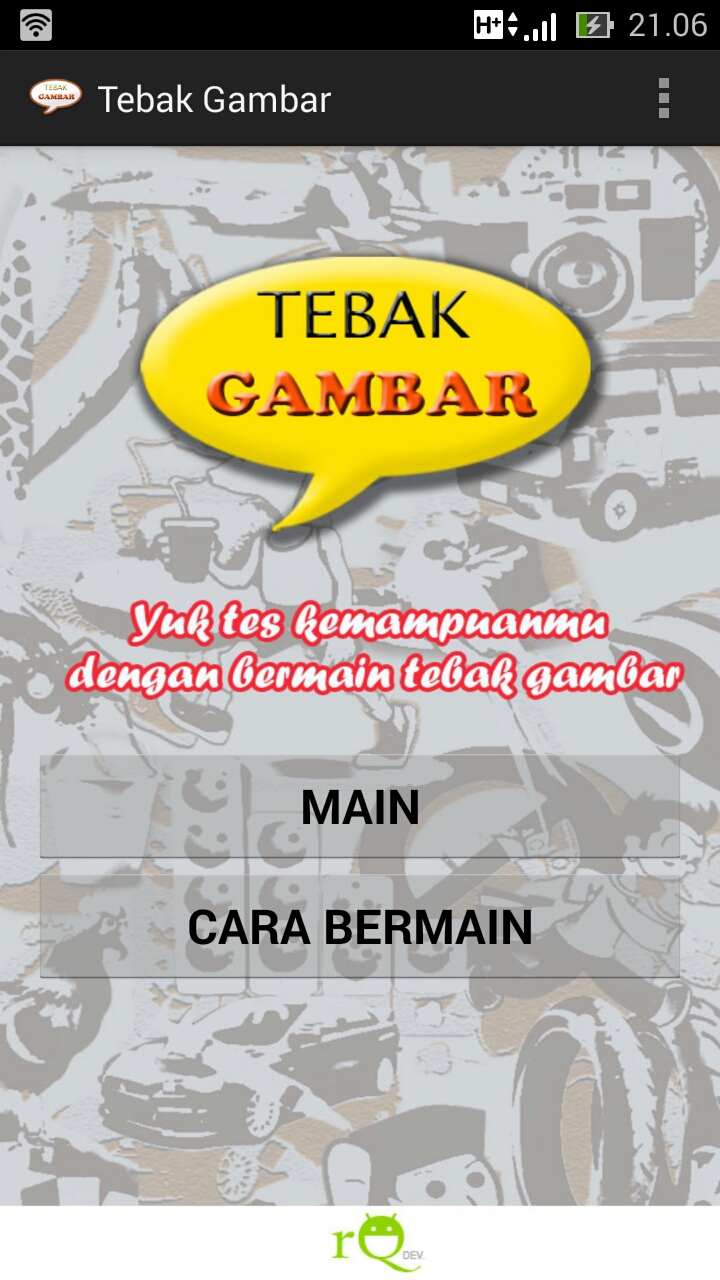 H+ 21.06
TEBAK
GAMBAR
Tebak Gambar
TEBAK
GAMBAR
Yuk tes kemampuanmu
dengan bermain tebak gambar
MAIN
CARA BERMAIN
rQ DEV.